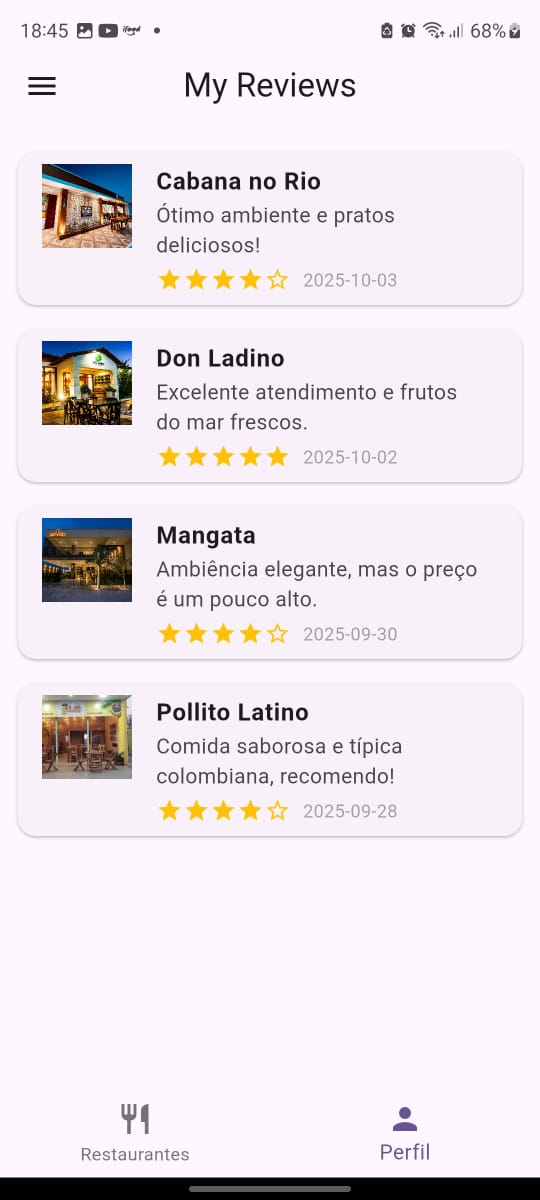 18:45
68%
My Reviews
Cabana no Rio
Ótimo ambiente e pratos
deliciosos!
2025-10-03
Don Ladino
Excelente atendimento e frutos
do mar frescos.
2025-10-02
Mangata
Ambiência elegante, mas o preço
é um pouco alto.
2025-09-30
Pollito Latino
Comida saborosa e típica
colombiana, recomendo!
2025-09-28
Restaurantes
Perfil